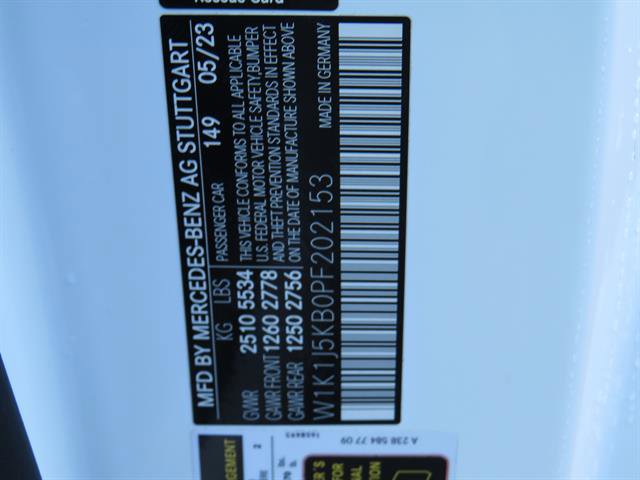 Rescue Card
MFD BY MERCEDES-BENZ AG STUTTGART
149 05/23
KG LBS PASSENGER CAR
GVWR 2510 5534
GAWR FRONT 1260 2778
GAWR REAR 1250 2756
THIS VEHICLE CONFORMS TO ALL APPLICABLE
U.S. FEDERAL MOTOR VEHICLE SAFETY, BUMPER
AND THEFT PREVENTION STANDARDS IN EFFECT
ON THE DATE OF MANUFACTURE SHOWN ABOVE
MADE IN GERMANY
W1K1J5KB0PF202153
A 238 584 77 09